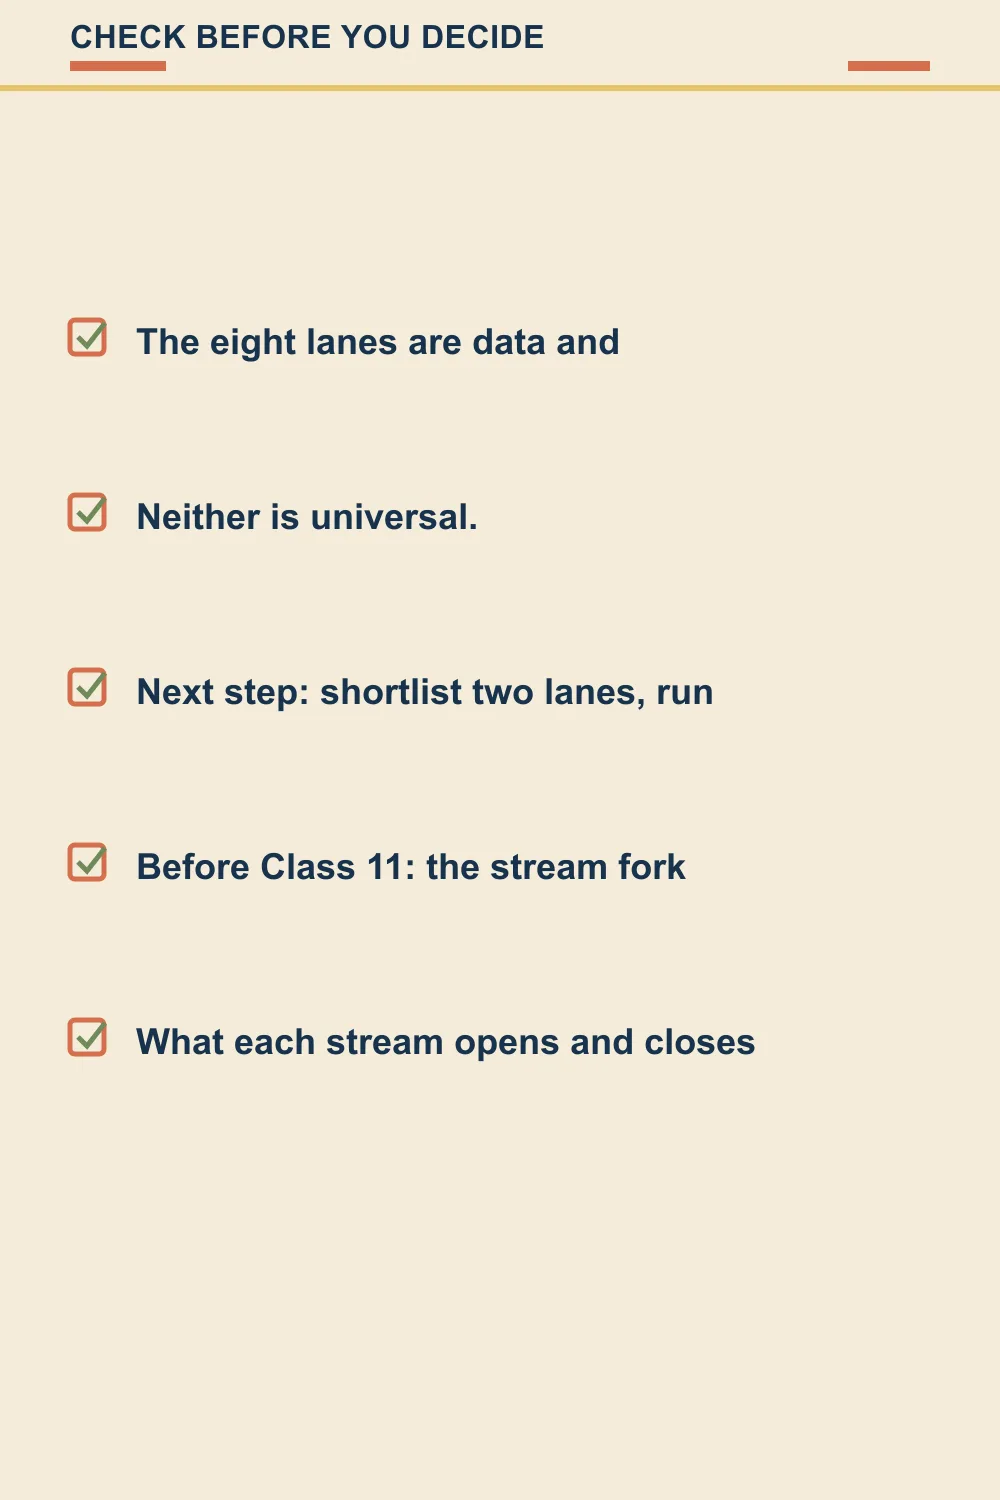 CHECK BEFORE YOU DECIDE
The eight lanes are data and
Neither is universal.
Next step: shortlist two lanes, run
Before Class 11: the stream fork
What each stream opens and closes